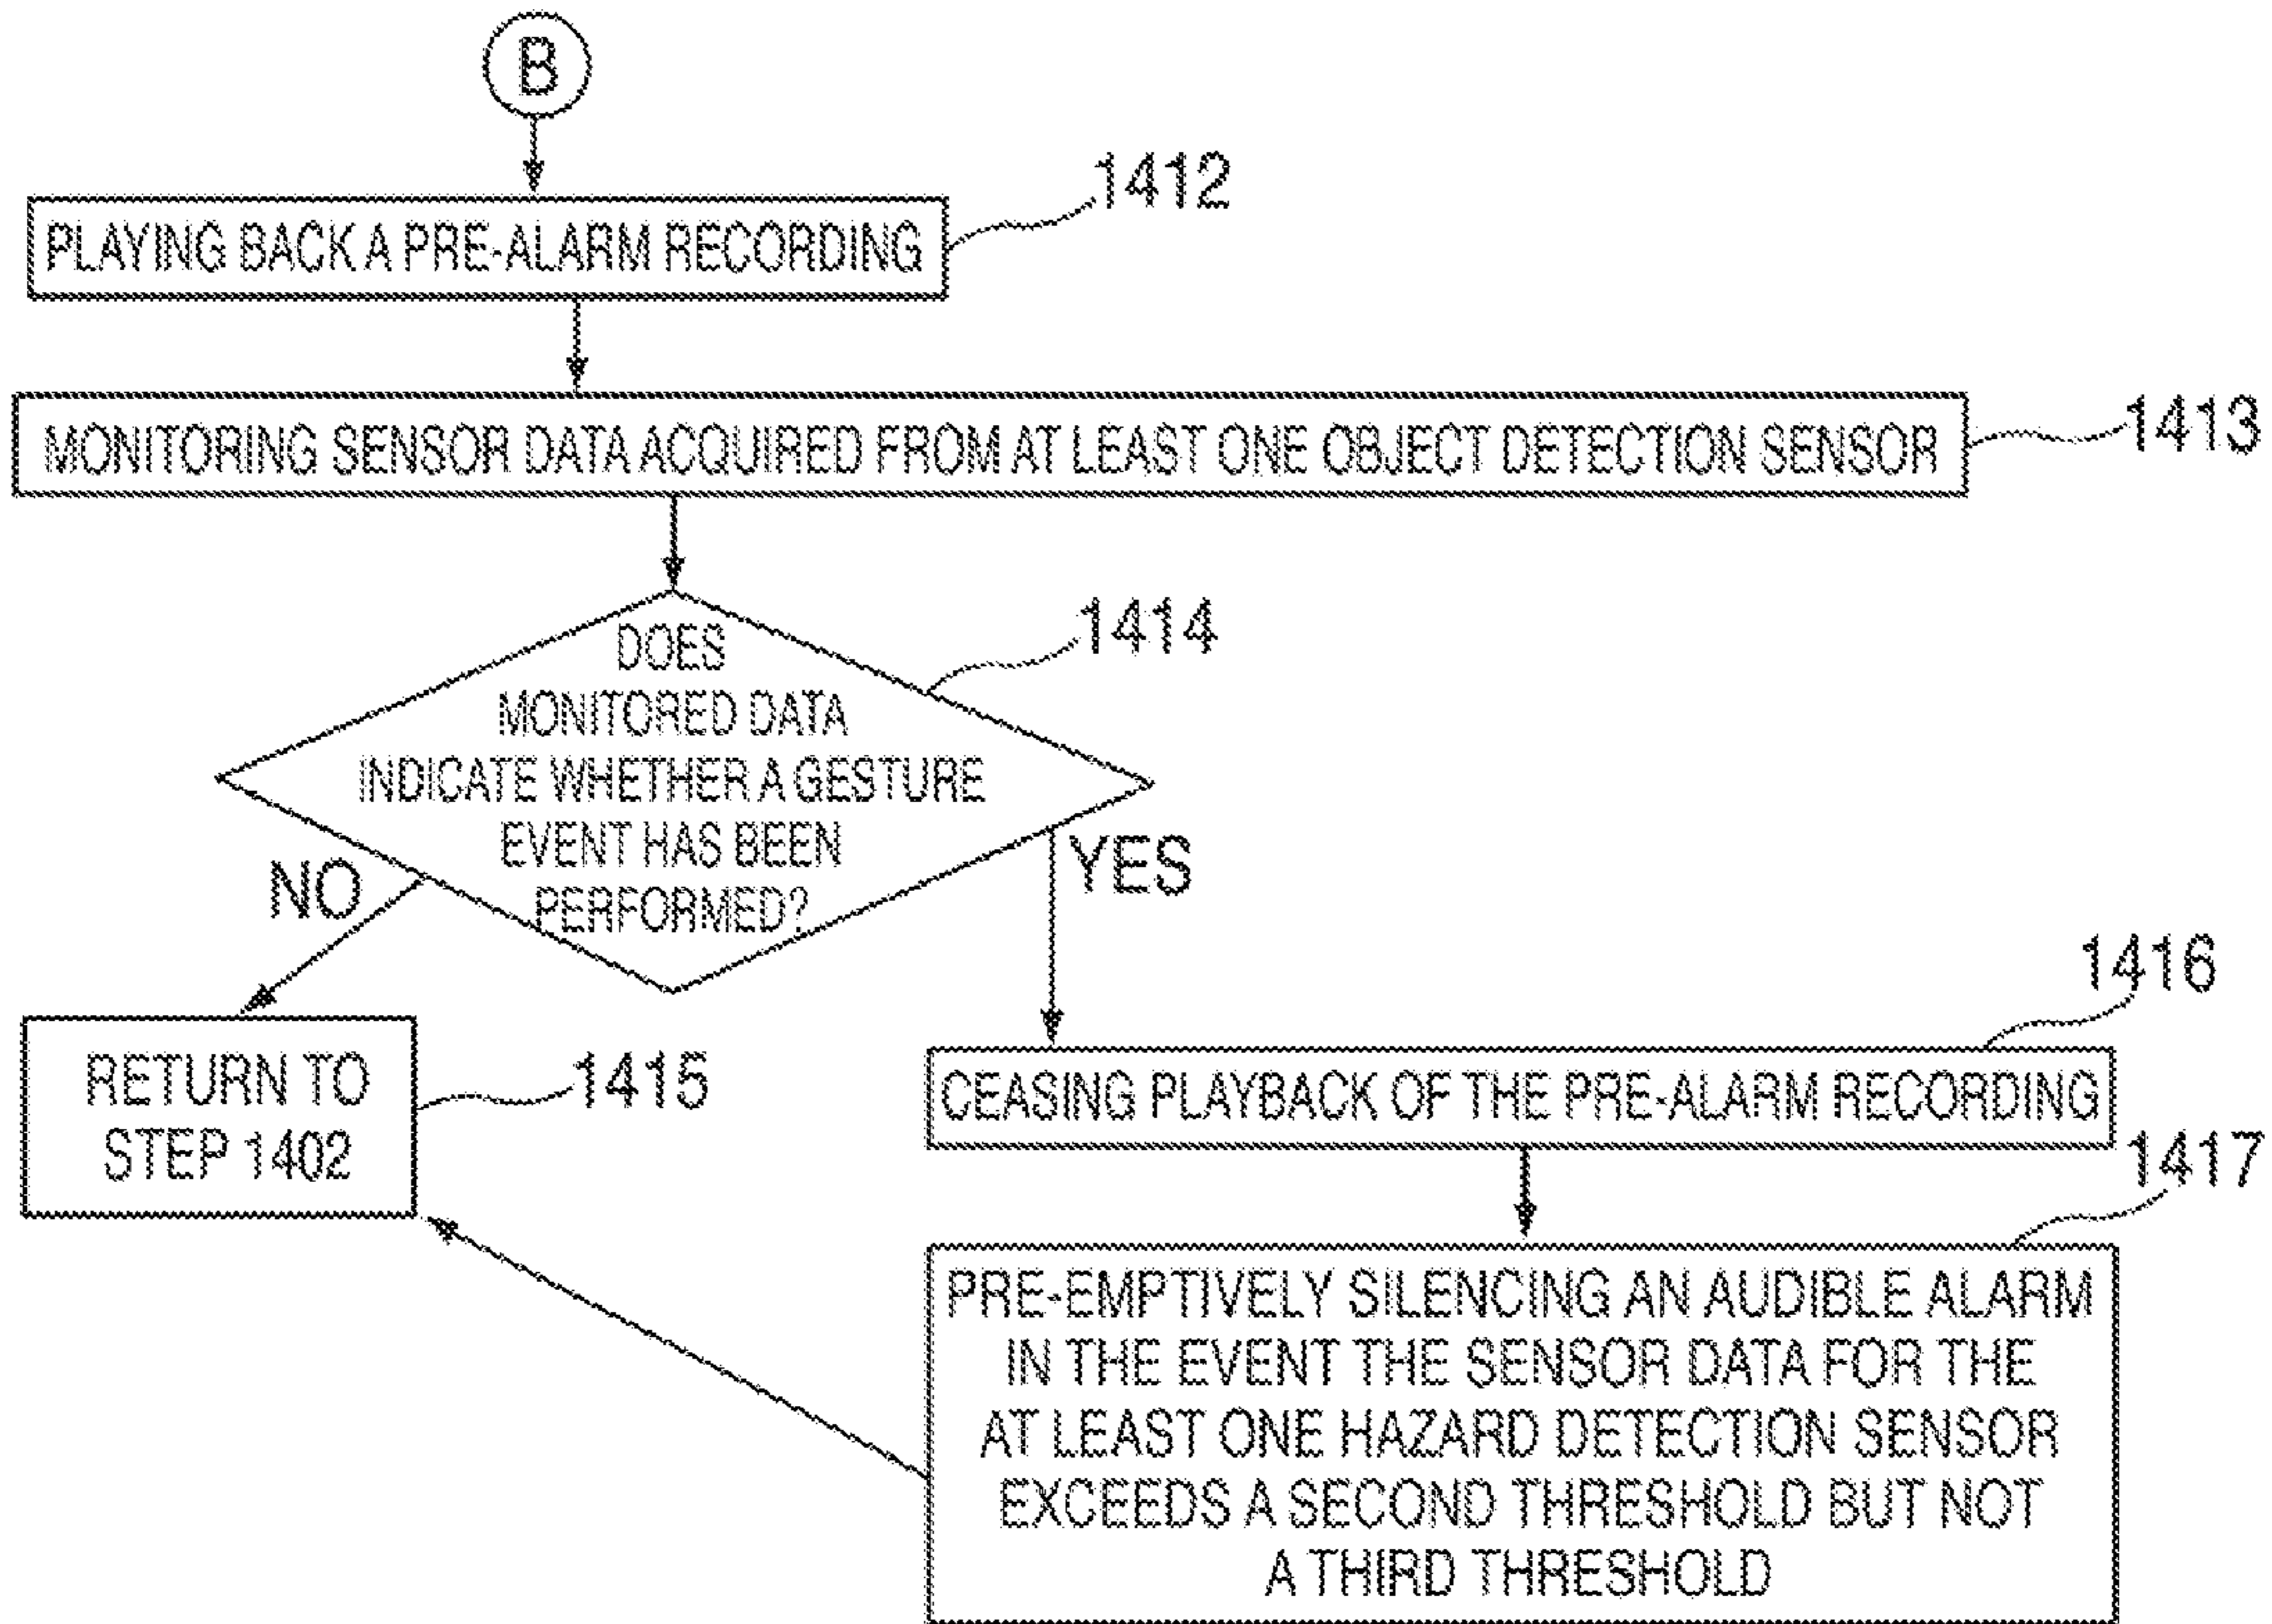 B
1412
PLAYING BACK A PRE-ALARM RECORDING
1413
MONITORING SENSOR DATA ACQUIRED FROM AT LEAST ONE OBJECT DETECTION SENSOR
1414
DOES
MONITORED DATA
INDICATE WHETHER A GESTURE
EVENT HAS BEEN
PERFORMED?
NO
YES
RETURN TO
STEP 1402
1415
1416
CEASING PLAYBACK OF THE PRE-ALARM RECORDING
1417
PRE-EMPTIVELY SILENCING AN AUDIBLE ALARM
IN THE EVENT THE SENSOR DATA FOR THE
AT LEAST ONE HAZARD DETECTION SENSOR
EXCEEDS A SECOND THRESHOLD BUT NOT
A THIRD THRESHOLD